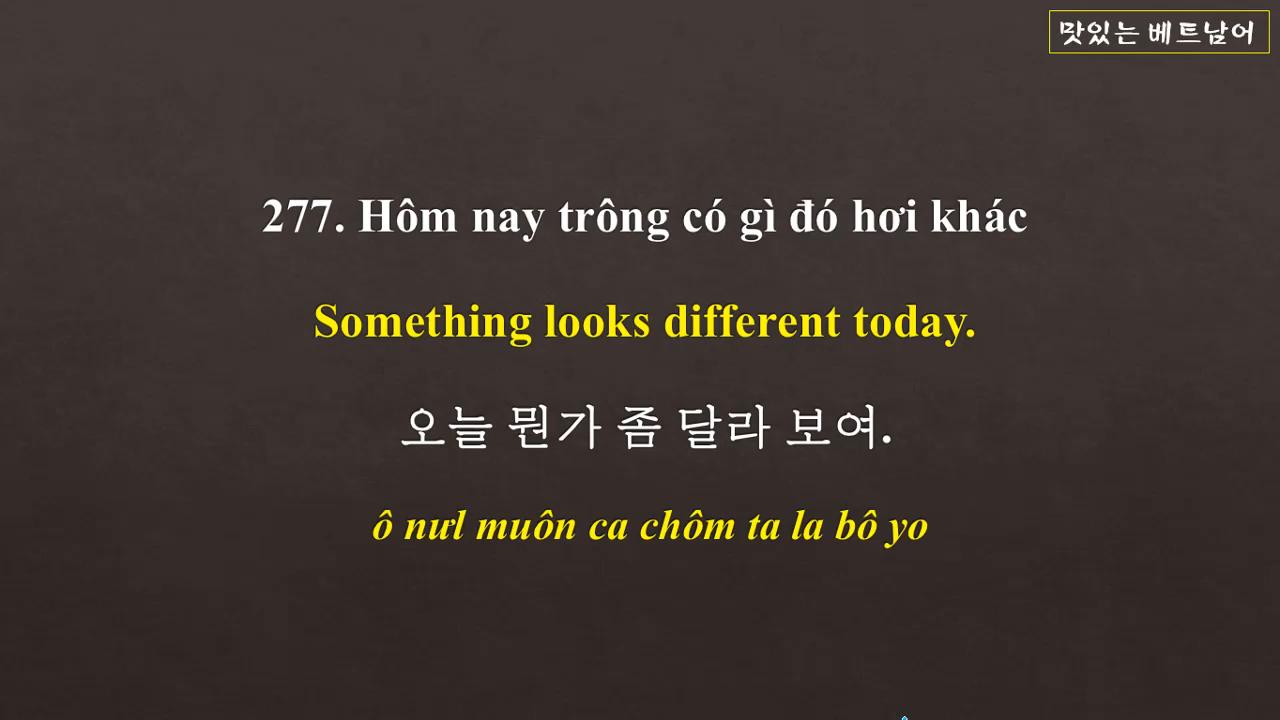 맛있는 베트남어
277. Hôm nay trông có gì đó hơi khác
Something looks different today.
오늘 뭔가 좀 달라 보여.
ô nưl muôn ca chôm ta la bô yo